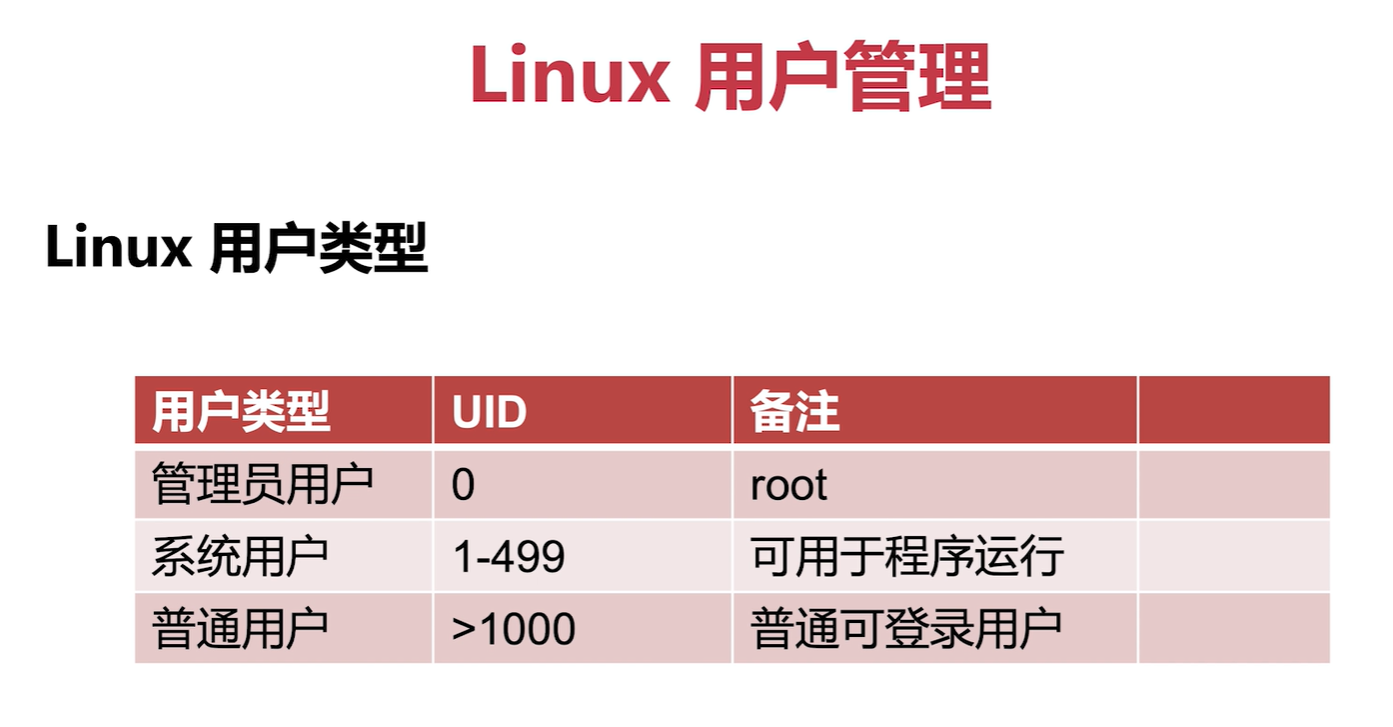 Linux 用户管理
Linux 用户类型
用户类型 UID 备注
管理员用户 0 root
系统用户 1-499 可用于程序运行
普通用户 >1000 普通可登录用户